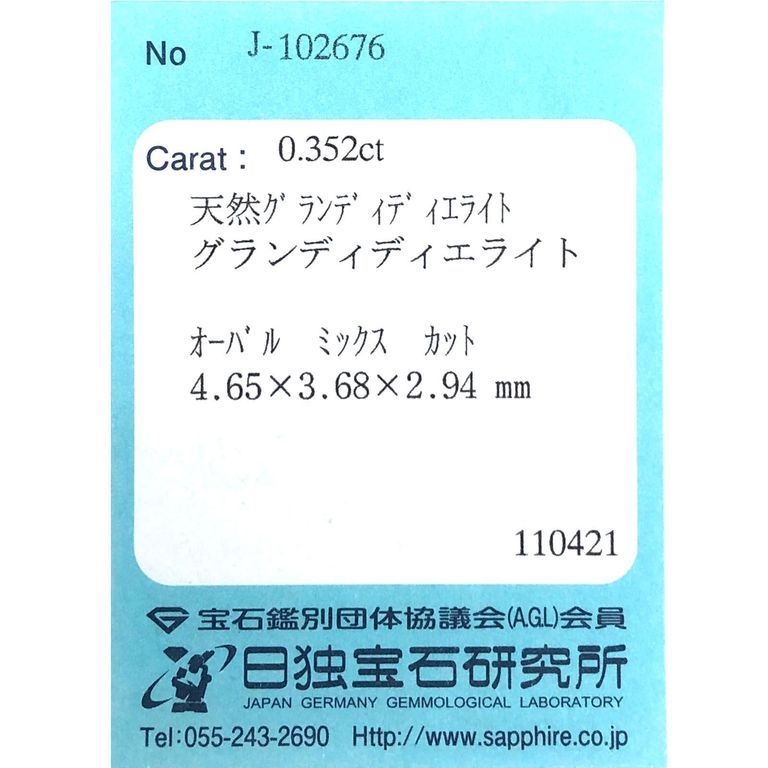 No J-102676
Carat: 0.352ct
天然ｸﾞﾗﾝﾃﾞｨﾃﾞｨｴﾗｲﾄ
グランディディエライト
ｵｰﾊﾞﾙ ﾐｯｸｽ ｶｯﾄ
4.65×3.68×2.94 mm
110421
宝石鑑別団体協議会(A.G.L)会員
日独宝石研究所
JAPAN GERMANY GEMMOLOGICAL LABORATORY
Tel:055-243-2690 Http://www.sapphire.co.jp